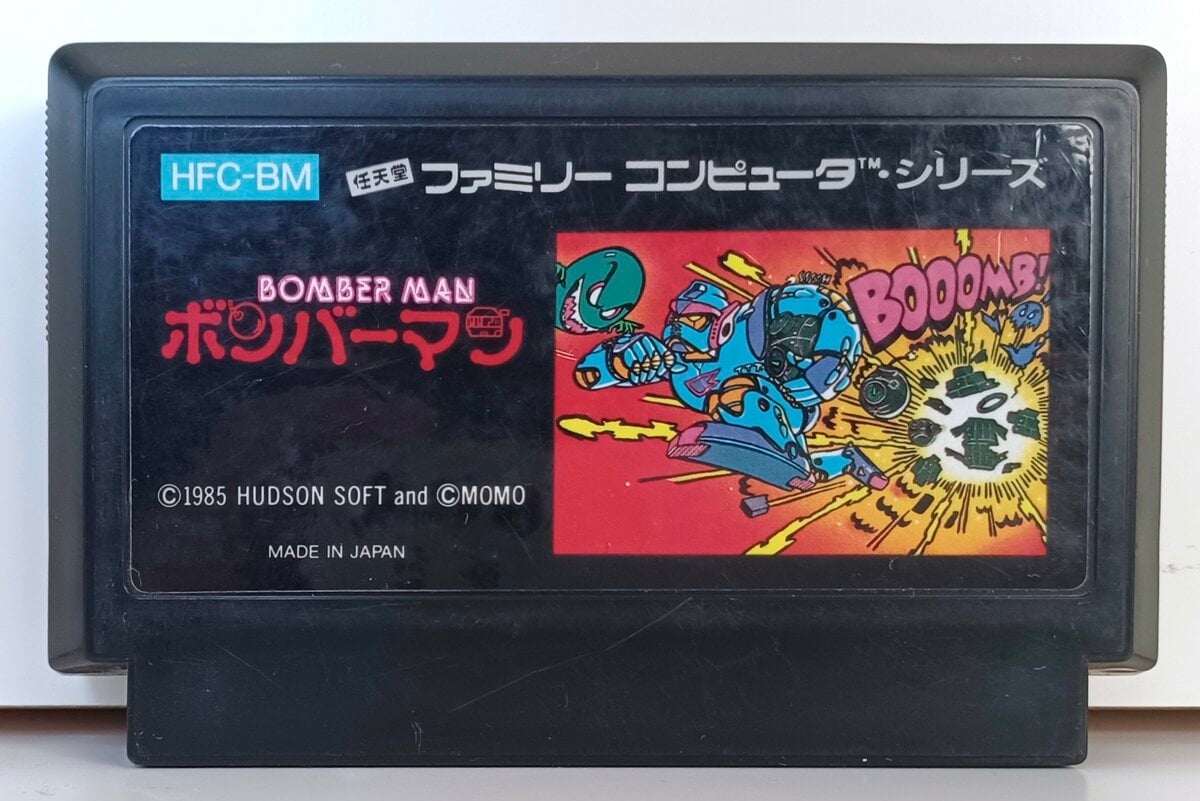 HFC-BM
任天堂 ファミリー コンピュータ™・シリーズ
BOMBER MAN
ボンバーマン
BOOOMB!
©1985 HUDSON SOFT and ©MOMO
MADE IN JAPAN